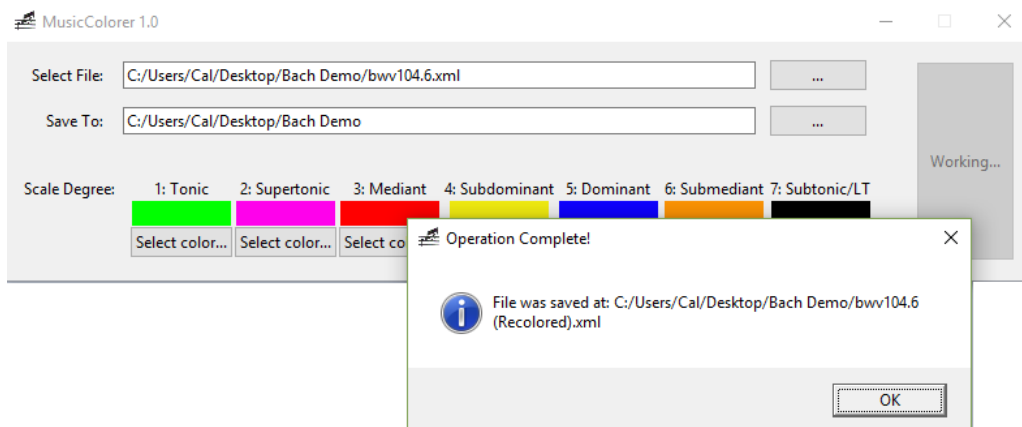 MusicColorer 1.0
Select File: C:/Users/Cal/Desktop/Bach Demo/bwv104.6.xml ...
Save To: C:/Users/Cal/Desktop/Bach Demo ...
Working...
Scale Degree: 1: Tonic 2: Supertonic 3: Mediant 4: Subdominant 5: Dominant 6: Submediant 7: Subtonic/LT
Select color... Select color... Select co
Operation Complete!
File was saved at: C:/Users/Cal/Desktop/Bach Demo/bwv104.6
(Recolored).xml
OK